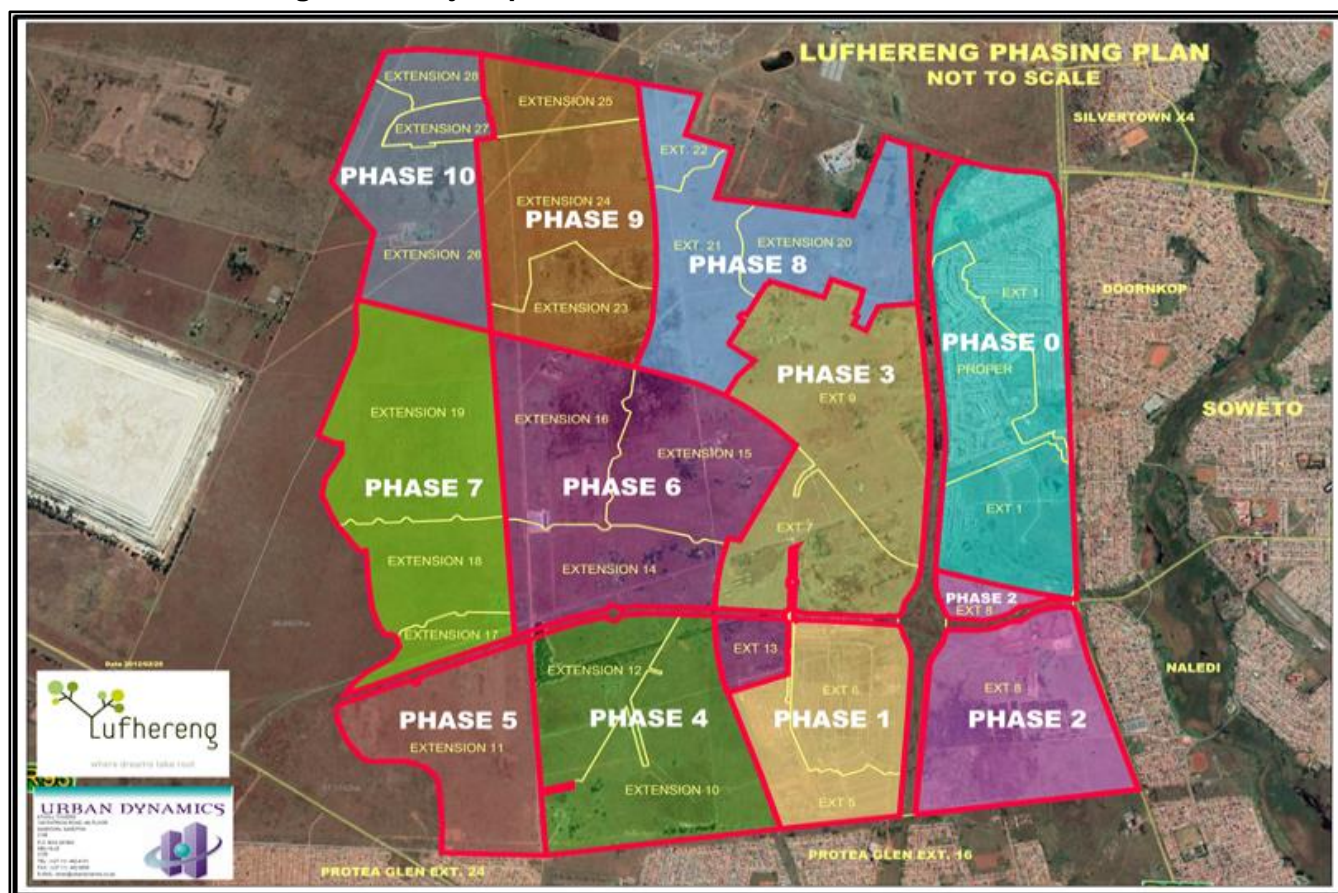 LUFHERENG PHASING PLAN
NOT TO SCALE
SILVERTOWN X4
EXTENSION 28
EXTENSION 27
PHASE 10
EXTENSION 26
EXTENSION 25
EXTENSION 24
PHASE 9
EXTENSION 23
EXT. 22
EXT. 21
EXTENSION 20
PHASE 8
EXT 1
PHASE 0
PROPER
EXT 1
DOORNKOP
SOWETO
PHASE 3
EXT 9
EXT 7
EXTENSION 19
PHASE 7
EXTENSION 18
EXTENSION 17
EXTENSION 16
EXTENSION 15
PHASE 6
EXTENSION 14
PHASE 2
EXT 8
NALEDI
EXT 13
EXTENSION 12
EXT 6
EXT 8
PHASE 5
PHASE 4
PHASE 1
PHASE 2
EXTENSION 11
EXTENSION 10
EXT 5
Lufhereng
where dreams take root
URBAN DYNAMICS
PROTEA GLEN EXT. 24
PROTEA GLEN EXT. 16